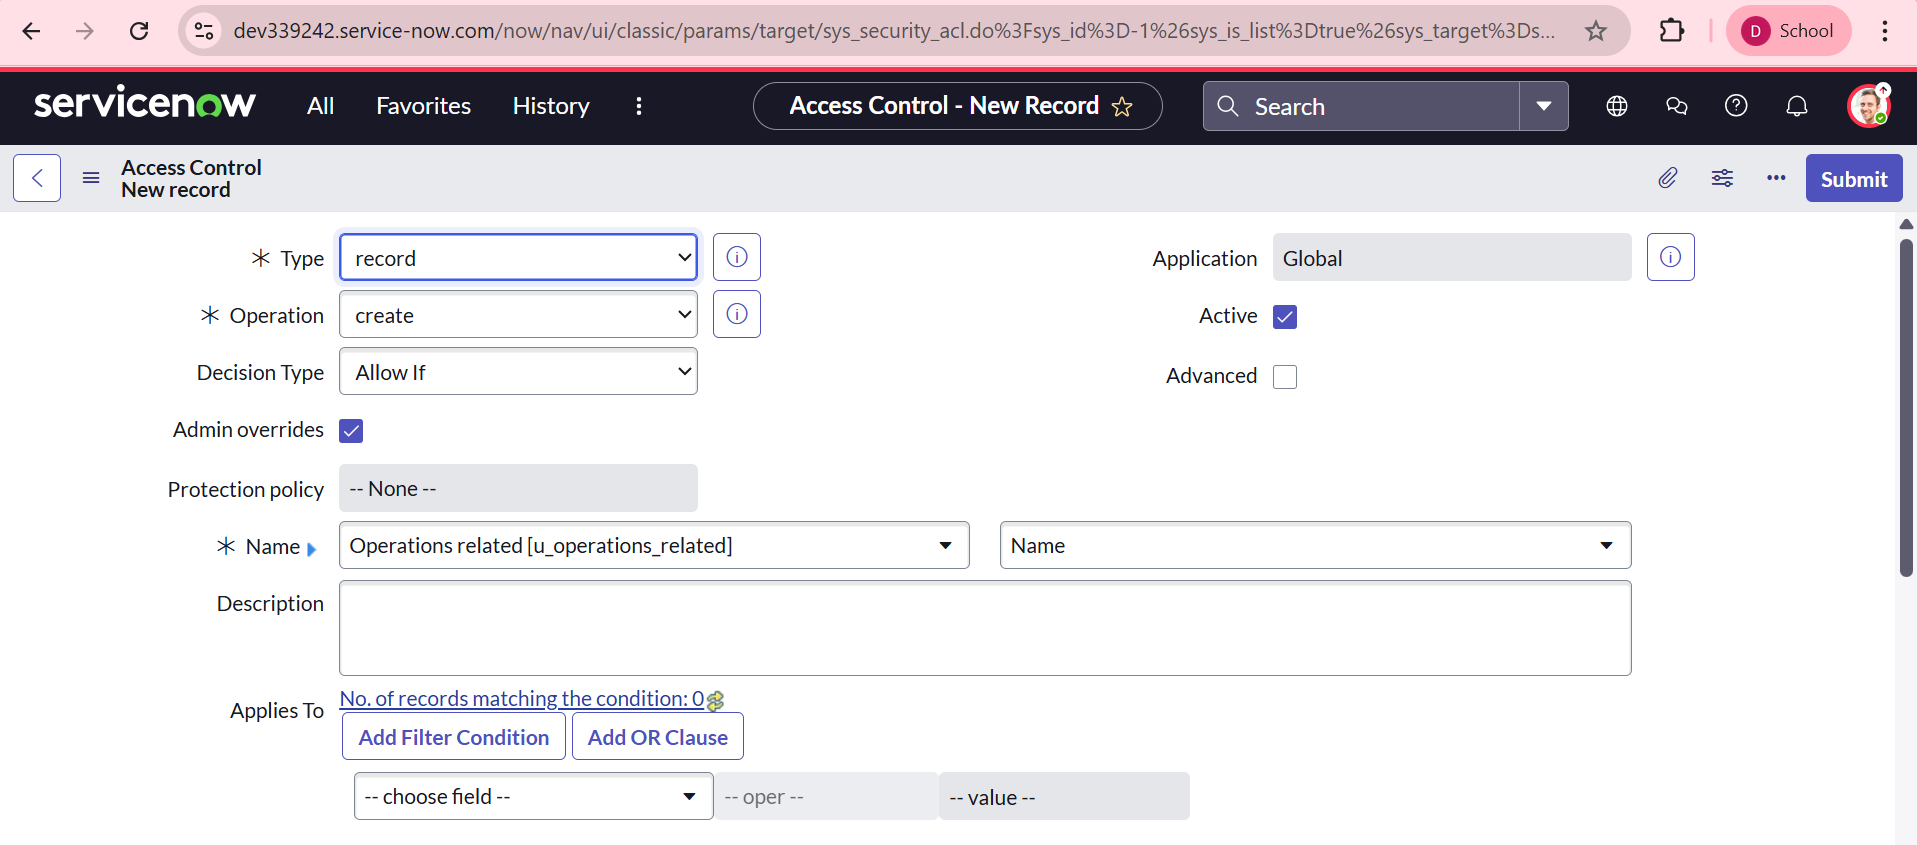 dev339242.service-now.com/now/nav/ui/classic/params/target/sys_security_acl.do%3Fsys_id%3D-1%26sys_is_list%3Dtrue%26sys_target%3Ds...
D School
servicenow All Favorites History Access Control - New Record Search
Access Control
New record
Submit
Type record Application Global
Operation create Active
Decision Type Allow If Advanced
Admin overrides
Protection policy -- None --
Name Operations related [u_operations_related] Name
Description
Applies To No. of records matching the condition: 0
Add Filter Condition Add OR Clause
-- choose field -- -- oper -- -- value --